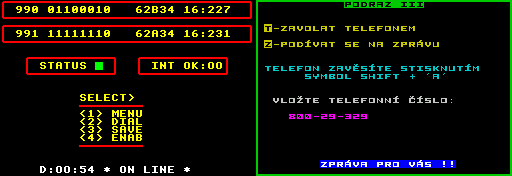 990 01100010 62B34 16:227
991 11111110 62A34 16:231
STATUS INT OK:00
SELECT>
<1> MENU
<2> DIAL
<3> SAVE
<4> ENAB
D:00:54 * ON LINE *
PODRAZ III
T-ZAVOLAT TELEFONEM
Z-PODÍVAT SE NA ZPRÁVU
TELEFON ZAVĚSÍTE STISKNUTÍM
SYMBOL SHIFT + 'A'
VLOŽTE TELEFONNÍ ČÍSLO:
800-29-329
ZPRÁVA PRO VÁS !!